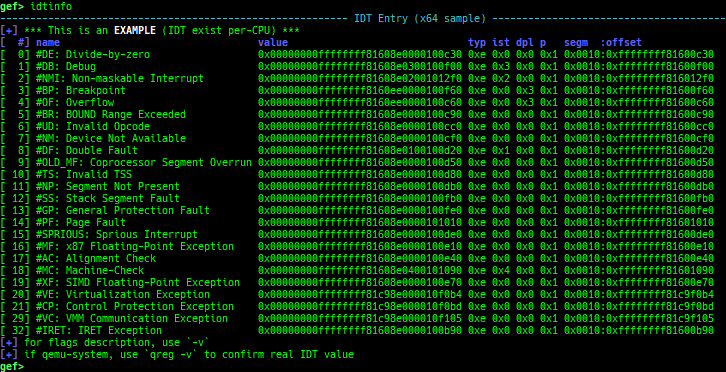 gef> idtinfo
IDT Entry (x64 sample)
[+] *** This is an EXAMPLE (IDT exist per-CPU) ***
[ #] name value typ ist dpl p segm :offset
[ 0] #DE: Divide-by-zero 0x00000000ffffffff81608e0000100c30 0xe 0x0 0x0 0x1 0x0010:0xffffffff81600c30
[ 1] #DB: Debug 0x00000000ffffffff81608e0300100f00 0xe 0x3 0x0 0x1 0x0010:0xffffffff81600f00
[ 2] #NMI: Non-maskable Interrupt 0x00000000ffffffff81608e02001012f0 0xe 0x2 0x0 0x1 0x0010:0xffffffff816012f0
[ 3] #BP: Breakpoint 0x00000000ffffffff8160ee0000100f60 0xe 0x0 0x3 0x1 0x0010:0xffffffff81600f60
[ 4] #OF: Overflow 0x00000000ffffffff8160ee0000100c60 0xe 0x0 0x3 0x1 0x0010:0xffffffff81600c60
[ 5] #BR: BOUND Range Exceeded 0x00000000ffffffff81608e0000100c90 0xe 0x0 0x0 0x1 0x0010:0xffffffff81600c90
[ 6] #UD: Invalid Opcode 0x00000000ffffffff81608e0000100cc0 0xe 0x0 0x0 0x1 0x0010:0xffffffff81600cc0
[ 7] #NM: Device Not Available 0x00000000ffffffff81608e0000100cf0 0xe 0x0 0x0 0x1 0x0010:0xffffffff81600cf0
[ 8] #DF: Double Fault 0x00000000ffffffff81608e0100100d20 0xe 0x1 0x0 0x1 0x0010:0xffffffff81600d20
[ 9] #OLD_MF: Coprocessor Segment Overrun 0x00000000ffffffff81608e0000100d50 0xe 0x0 0x0 0x1 0x0010:0xffffffff81600d50
[ 10] #TS: Invalid TSS 0x00000000ffffffff81608e0000100d80 0xe 0x0 0x0 0x1 0x0010:0xffffffff81600d80
[ 11] #NP: Segment Not Present 0x00000000ffffffff81608e0000100db0 0xe 0x0 0x0 0x1 0x0010:0xffffffff81600db0
[ 12] #SS: Stack Segment Fault 0x00000000ffffffff81608e0000100fb0 0xe 0x0 0x0 0x1 0x0010:0xffffffff81600fb0
[ 13] #GP: General Protection Fault 0x00000000ffffffff81608e0000100fe0 0xe 0x0 0x0 0x1 0x0010:0xffffffff81600fe0
[ 14] #PF: Page Fault 0x00000000ffffffff81608e0000101010 0xe 0x0 0x0 0x1 0x0010:0xffffffff81601010
[ 15] #SPRIOUS: Sprious Interrupt 0x00000000ffffffff81608e0000100de0 0xe 0x0 0x0 0x1 0x0010:0xffffffff81600de0
[ 16] #MF: x87 Floating-Point Exception 0x00000000ffffffff81608e0000100e10 0xe 0x0 0x0 0x1 0x0010:0xffffffff81600e10
[ 17] #AC: Alignment Check 0x00000000ffffffff81608e0000100e40 0xe 0x0 0x0 0x1 0x0010:0xffffffff81600e40
[ 18] #MC: Machine-Check 0x00000000ffffffff81608e0400101090 0xe 0x4 0x0 0x1 0x0010:0xffffffff81601090
[ 19] #XF: SIMD Floating-Point Exception 0x00000000ffffffff81608e0000100e70 0xe 0x0 0x0 0x1 0x0010:0xffffffff81600e70
[ 20] #VE: Virtualization Exception 0x00000000ffffffff81c98e000010f0b4 0xe 0x0 0x0 0x1 0x0010:0xffffffff81c9f0b4
[ 21] #CP: Control Protection Exception 0x00000000ffffffff81c98e000010f0bd 0xe 0x0 0x0 0x1 0x0010:0xffffffff81c9f0bd
[ 29] #VC: VMM Communication Exception 0x00000000ffffffff81c98e000010f105 0xe 0x0 0x0 0x1 0x0010:0xffffffff81c9f105
[ 32] #IRET: IRET Exception 0x00000000ffffffff81608e0000100b90 0xe 0x0 0x0 0x1 0x0010:0xffffffff81600b90
[+] for flags description, use `-v`
[+] if qemu-system, use `qreg -v` to confirm real IDT value
gef>